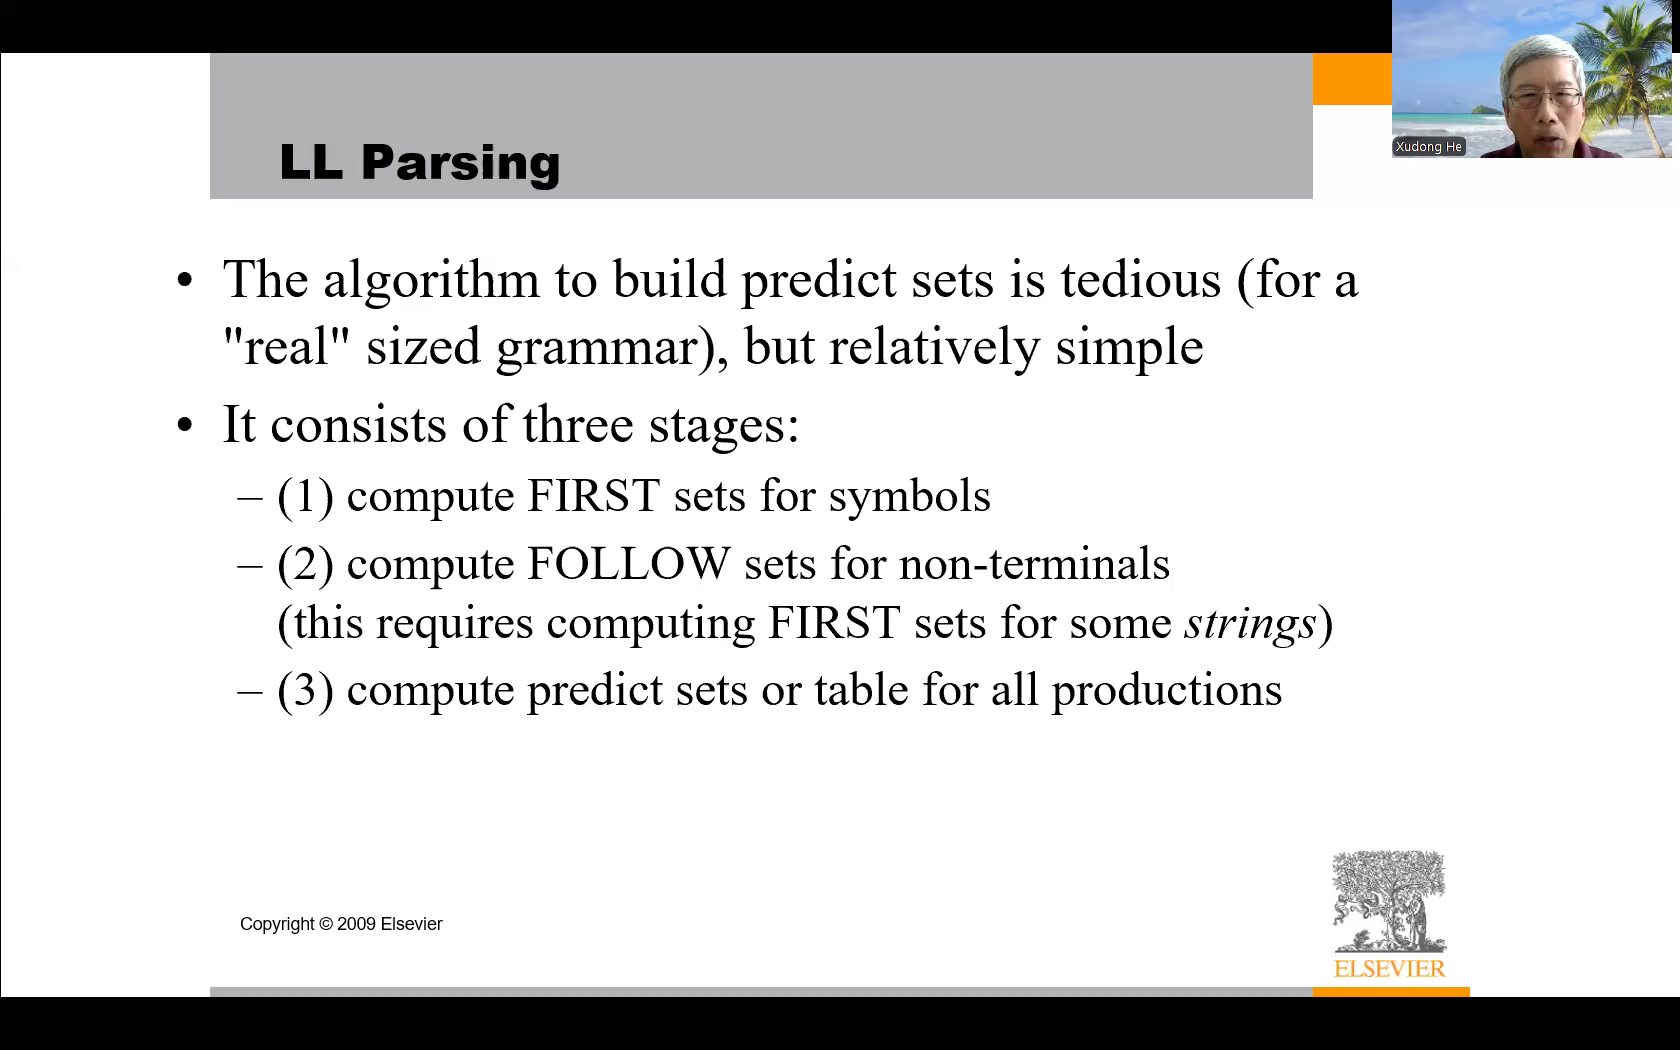 Xudong He
LL Parsing
• The algorithm to build predict sets is tedious (for a
"real" sized grammar), but relatively simple
• It consists of three stages:
– (1) compute FIRST sets for symbols
– (2) compute FOLLOW sets for non-terminals
(this requires computing FIRST sets for some strings)
– (3) compute predict sets or table for all productions
Copyright © 2009 Elsevier
ELSEVIER